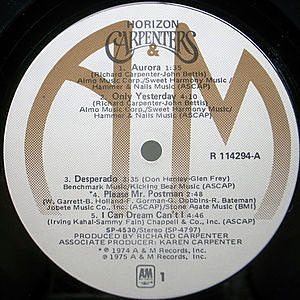 HORIZON
CARPENTERS
&
1. Aurora 1:35
(Richard Carpenter-John Bettis)
Almo Music Corp./Sweet Harmony Music/
Hammer & Nails Music (ASCAP)
2. Only Yesterday 4:10
(Richard Carpenter-John Bettis)
Almo Music Corp./Sweet Harmony Music/
Hammer & Nails Music (ASCAP)
R 114294-A
3. Desperado 3:35 (Don Henley-Glen Frey)
Benchmark Music/Kicking Bear Music (ASCAP)
*4. Please Mr. Postman 2:48
(W. Garrett-B. Holland-F. Gorman-G. Dobbins-R. Bateman)
Jobete Music Co., Inc. (ASCAP)/Stone Agate Music (BMI)
5. I Can Dream Can't I 4:56
(Irving Kahal-Sammy Fain) Chappell & Co., Inc. (ASCAP)
SP-4530/Stereo (SP-4797)
PRODUCED BY RICHARD CARPENTER
ASSOCIATE PRODUCER: KAREN CARPENTER
*℗ 1974 A & M Records, Inc.
℗ 1975 A & M Records, Inc.
A&M
RECORDS
1